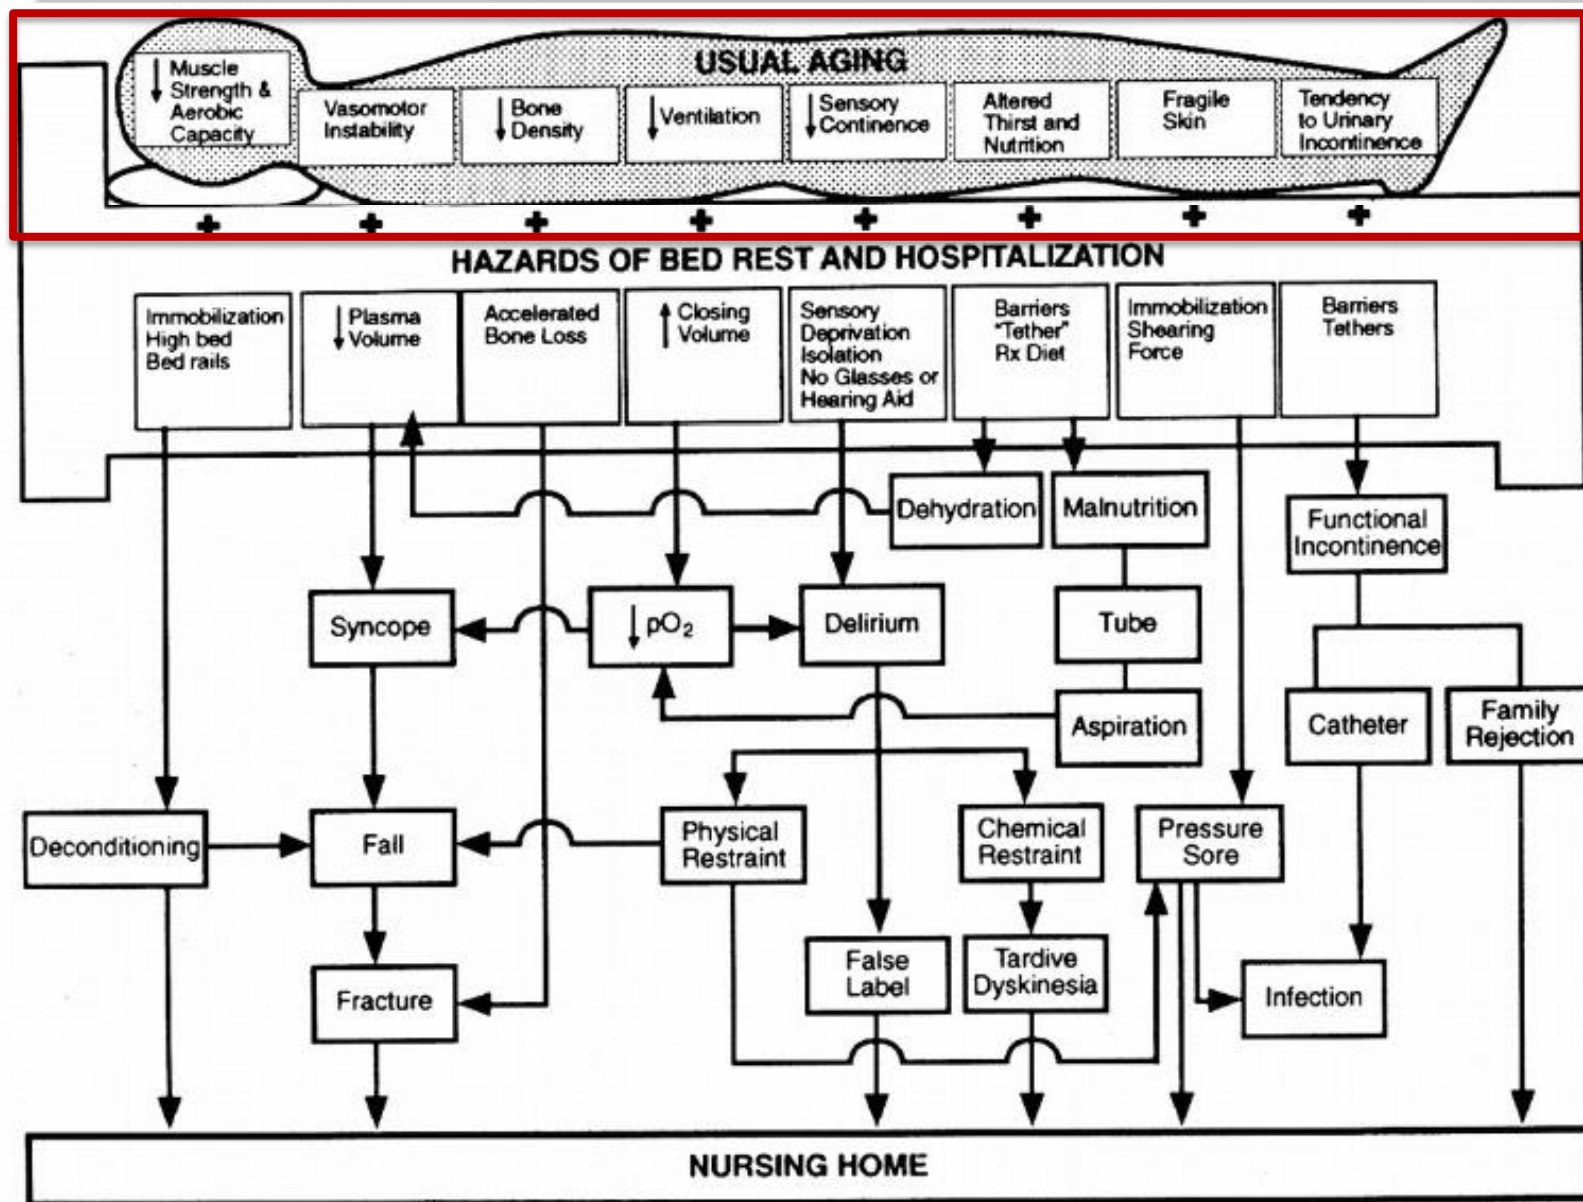 USUAL AGING
↓ Muscle
Strength &
Aerobic
Capacity
Vasomotor
Instability
↓ Bone
Density
↓ Ventilation
↓ Sensory
Continence
Altered
Thirst and
Nutrition
Fragile
Skin
Tendency
to Urinary
Incontinence
+ + + + + + + +
HAZARDS OF BED REST AND HOSPITALIZATION
Immobilization
High bed
Bed rails
↓ Plasma
Volume
Accelerated
Bone Loss
↑ Closing
Volume
Sensory
Deprivation
Isolation
No Glasses or
Hearing Aid
Barriers
"Tether"
Rx Diet
Immobilization
Shearing
Force
Barriers
Tethers
Dehydration
Malnutrition
Functional
Incontinence
Syncope
↓ pO₂
Delirium
Tube
Aspiration
Catheter
Family
Rejection
Deconditioning
Fall
Physical
Restraint
Chemical
Restraint
Pressure
Sore
Fracture
False
Label
Tardive
Dyskinesia
Infection
NURSING HOME